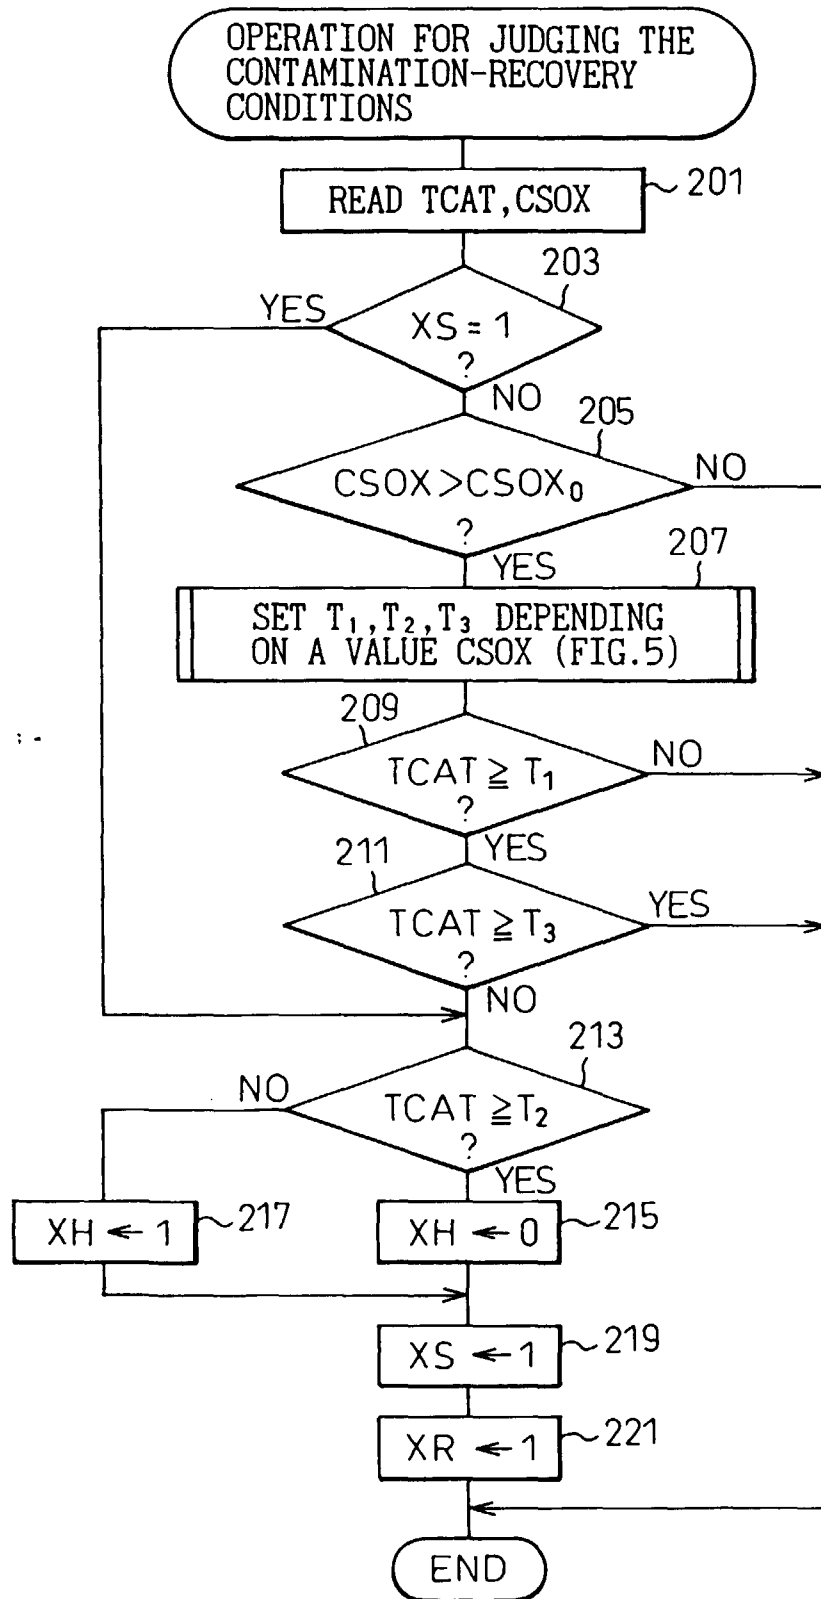 OPERATION FOR JUDGING THE
CONTAMINATION-RECOVERY
CONDITIONS
READ TCAT,CSOX
201
XS = 1
?
203
YES
NO
CSOX>CSOX₀
?
205
NO
YES
SET T₁,T₂,T₃ DEPENDING
ON A VALUE CSOX (FIG.5)
207
TCAT ≧ T₁
?
209
NO
YES
TCAT ≧ T₃
?
211
YES
NO
TCAT ≧T₂
?
213
NO
YES
XH ← 1
217
XH ← 0
215
XS ← 1
219
XR ← 1
221
END